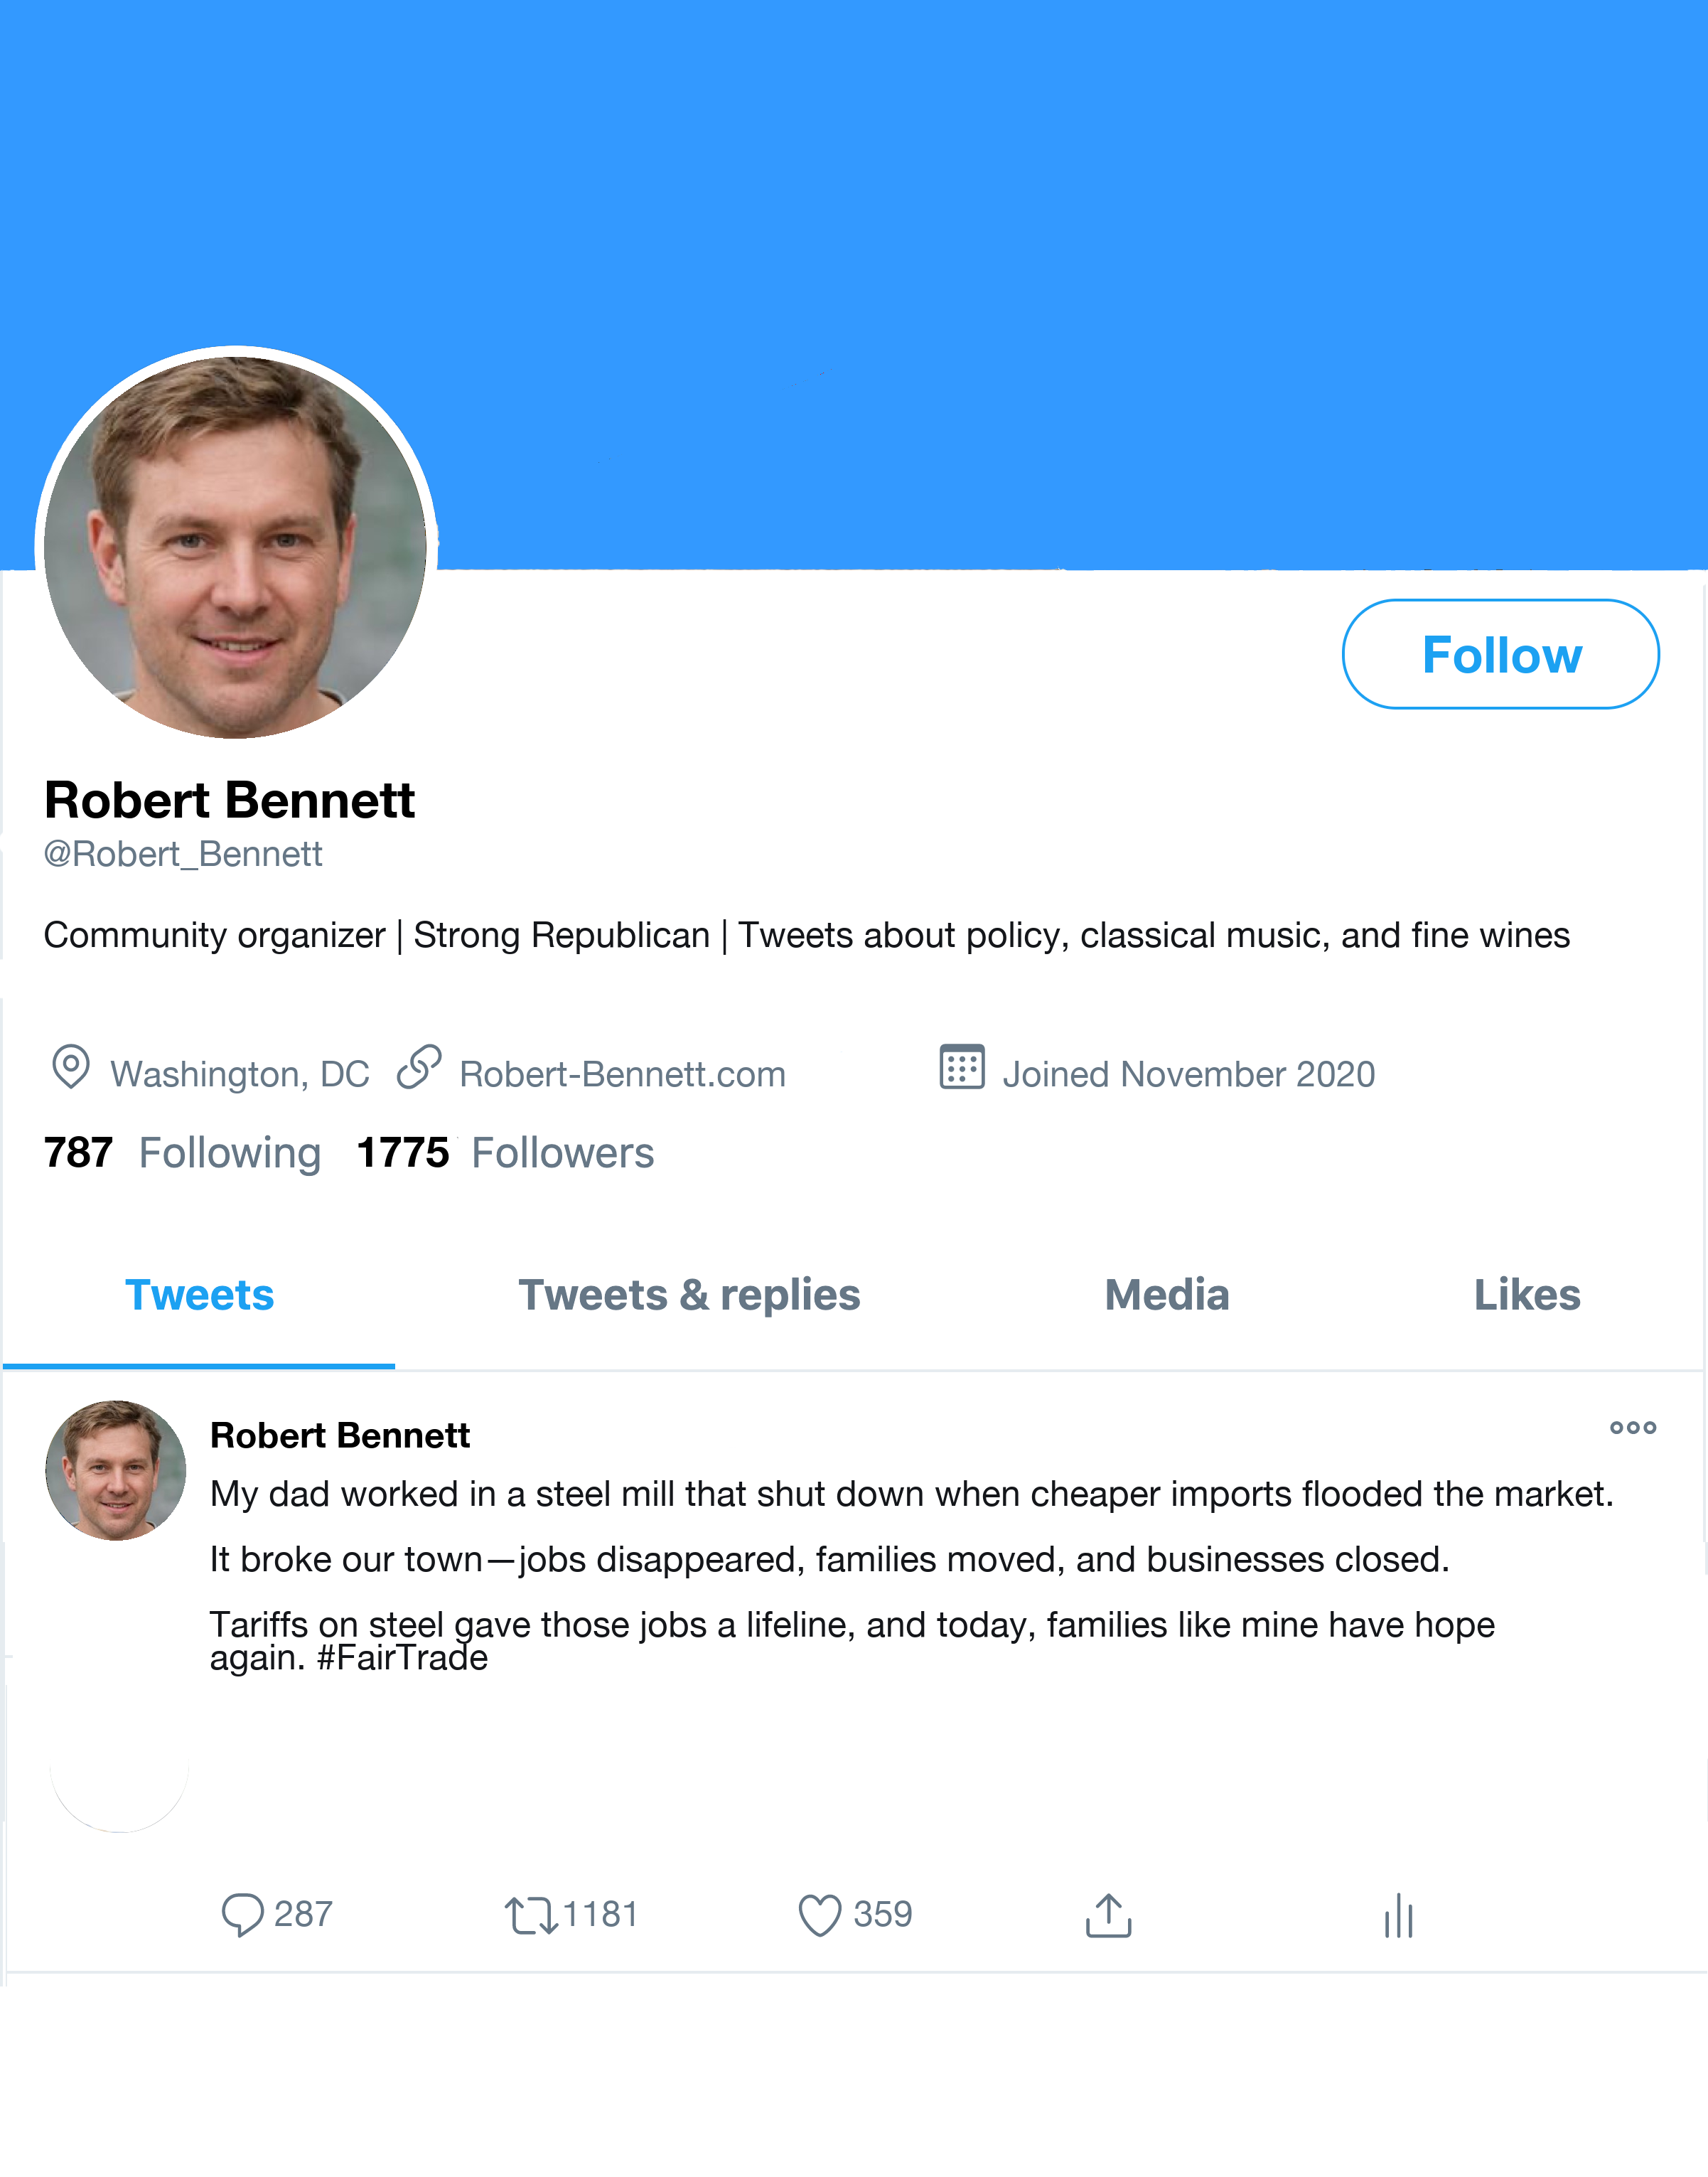 Follow
Robert Bennett
@Robert_Bennett
Community organizer | Strong Republican | Tweets about policy, classical music, and fine wines
Washington, DC Robert-Bennett.com Joined November 2020
787 Following 1775 Followers
Tweets Tweets & replies Media Likes
Robert Bennett
My dad worked in a steel mill that shut down when cheaper imports flooded the market.
It broke our town—jobs disappeared, families moved, and businesses closed.
Tariffs on steel gave those jobs a lifeline, and today, families like mine have hope
again. #FairTrade
287 1181 359